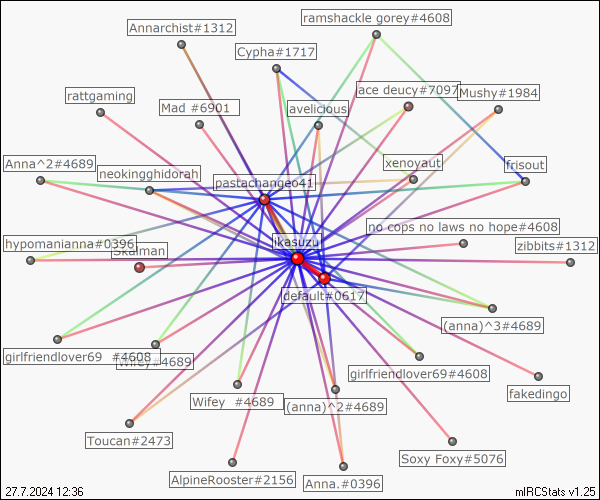 ramshackle gorey#4608
Annarchist#1312
Cypha#1717
ace deucy#7097
Mushy#1984
rattgaming
Mad #6901
avelicious
Anna^2#4689
neokingghidorah
pastachangeo41
xenoyaut
frisout
no cops no laws no hope#4608
hypomanianna#0396
Skalman
ikasuzu
zibbits#1312
default#0617
(anna)^3#4689
girlfriendlover69 #4608
Wifey#4689
girlfriendlover69#4608
fakedingo
Wifey #4689
(anna)^2#4689
Toucan#2473
Soxy Foxy#5076
AlpineRooster#2156
Anna.#0396
27.7.2024 12:36
mIRCStats v1.25